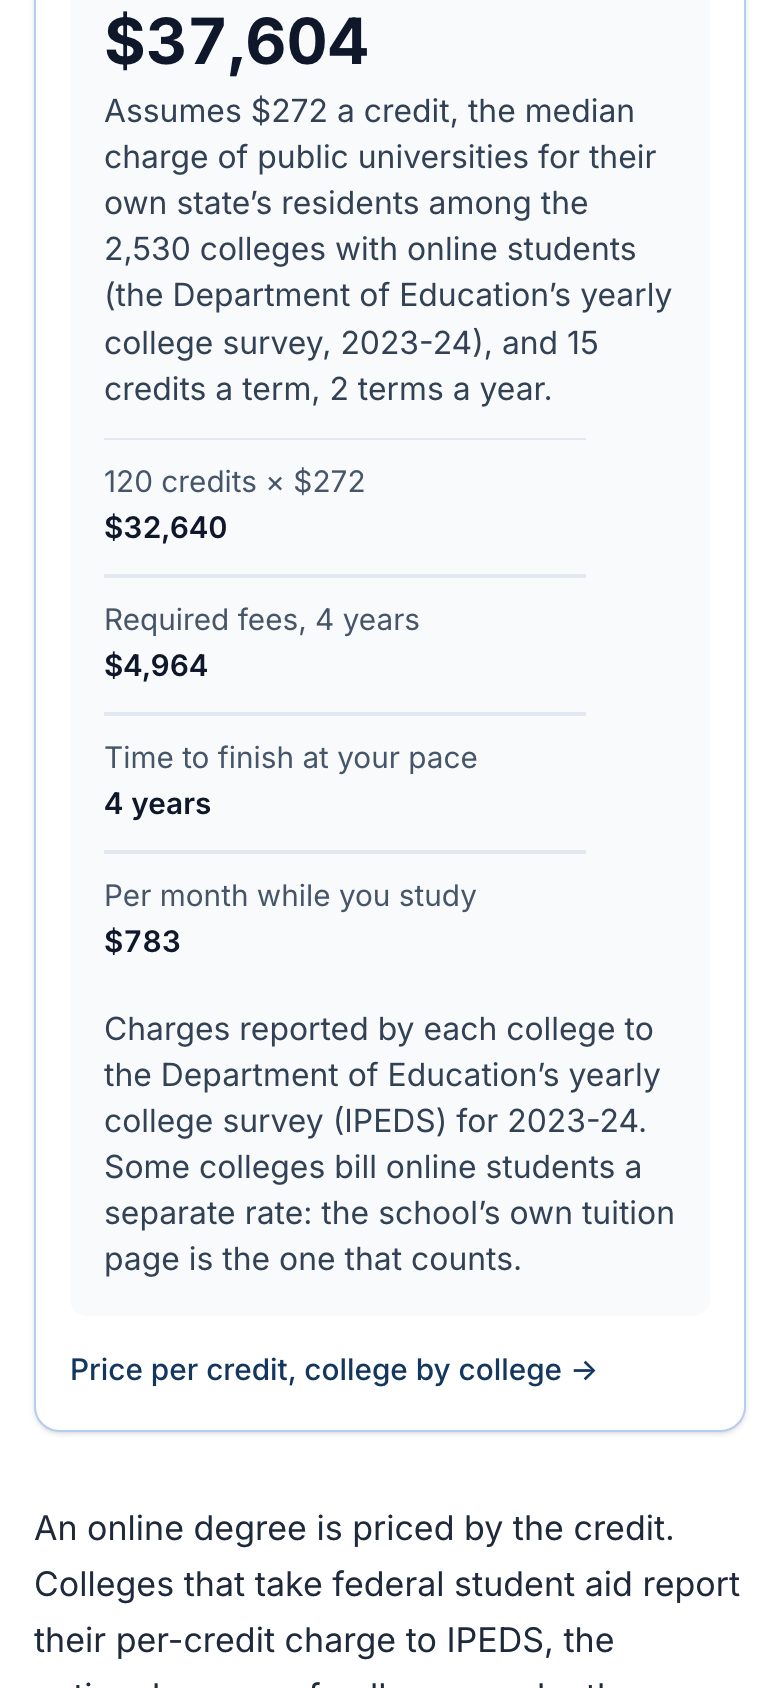 $37,604
Assumes $272 a credit, the median
charge of public universities for their
own state’s residents among the
2,530 colleges with online students
(the Department of Education’s yearly
college survey, 2023-24), and 15
credits a term, 2 terms a year.
120 credits × $272
$32,640
Required fees, 4 years
$4,964
Time to finish at your pace
4 years
Per month while you study
$783
Charges reported by each college to
the Department of Education’s yearly
college survey (IPEDS) for 2023-24.
Some colleges bill online students a
separate rate: the school’s own tuition
page is the one that counts.
Price per credit, college by college →
An online degree is priced by the credit.
Colleges that take federal student aid report
their per-credit charge to IPEDS, the